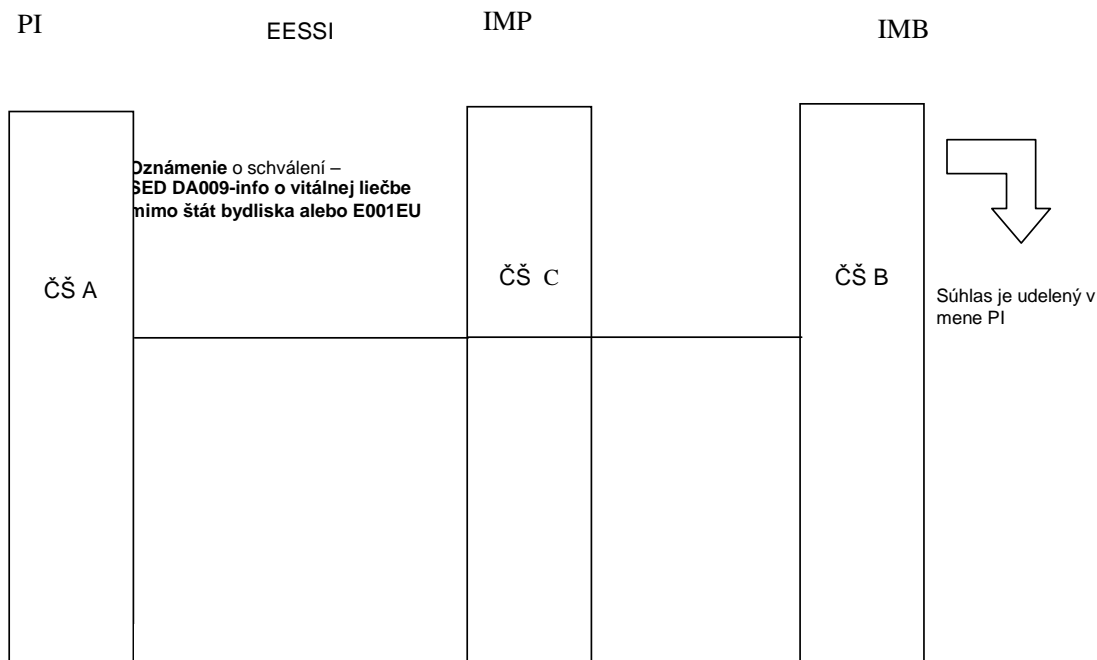 PI
EESSI
IMP
IMB
Oznámenie o schválení –
SED DA009-info o vitálnej liečbe
mimo štát bydliska alebo E001EU
ČŠ A
ČŠ C
ČŠ B
Súhlas je udelený v
mene PI